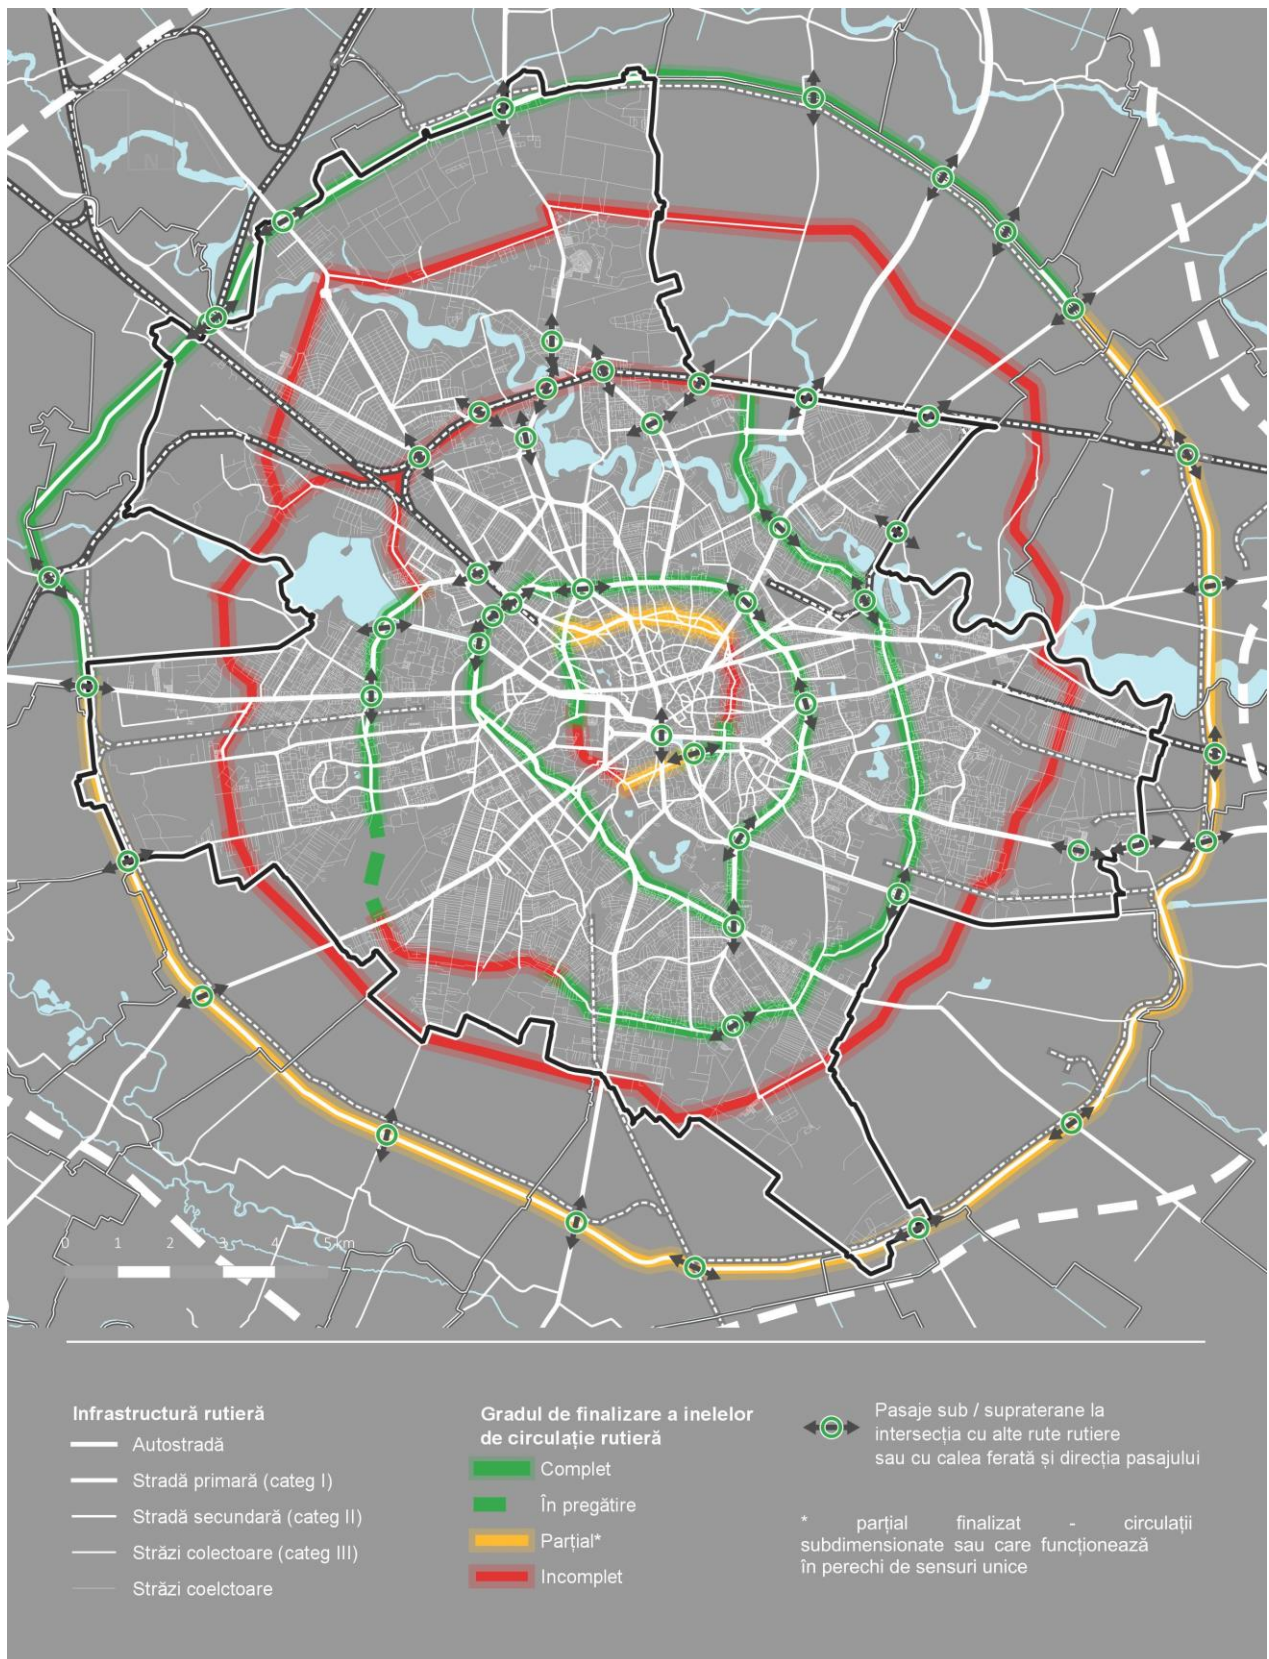 N
0 1 2 3 4 5 km
Infrastructură rutieră
Autostradă
Stradă primară (categ I)
Stradă secundară (categ II)
Străzi colectoare (categ III)
Străzi coelctoare
Gradul de finalizare a inelelor
de circulație rutieră
Complet
În pregătire
Parțial*
Incomplet
Pasaje sub / supraterane la
intersecția cu alte rute rutiere
sau cu calea ferată și direcția pasajului
* parțial finalizat - circulații
subdimensionate sau care funcționează
în perechi de sensuri unice